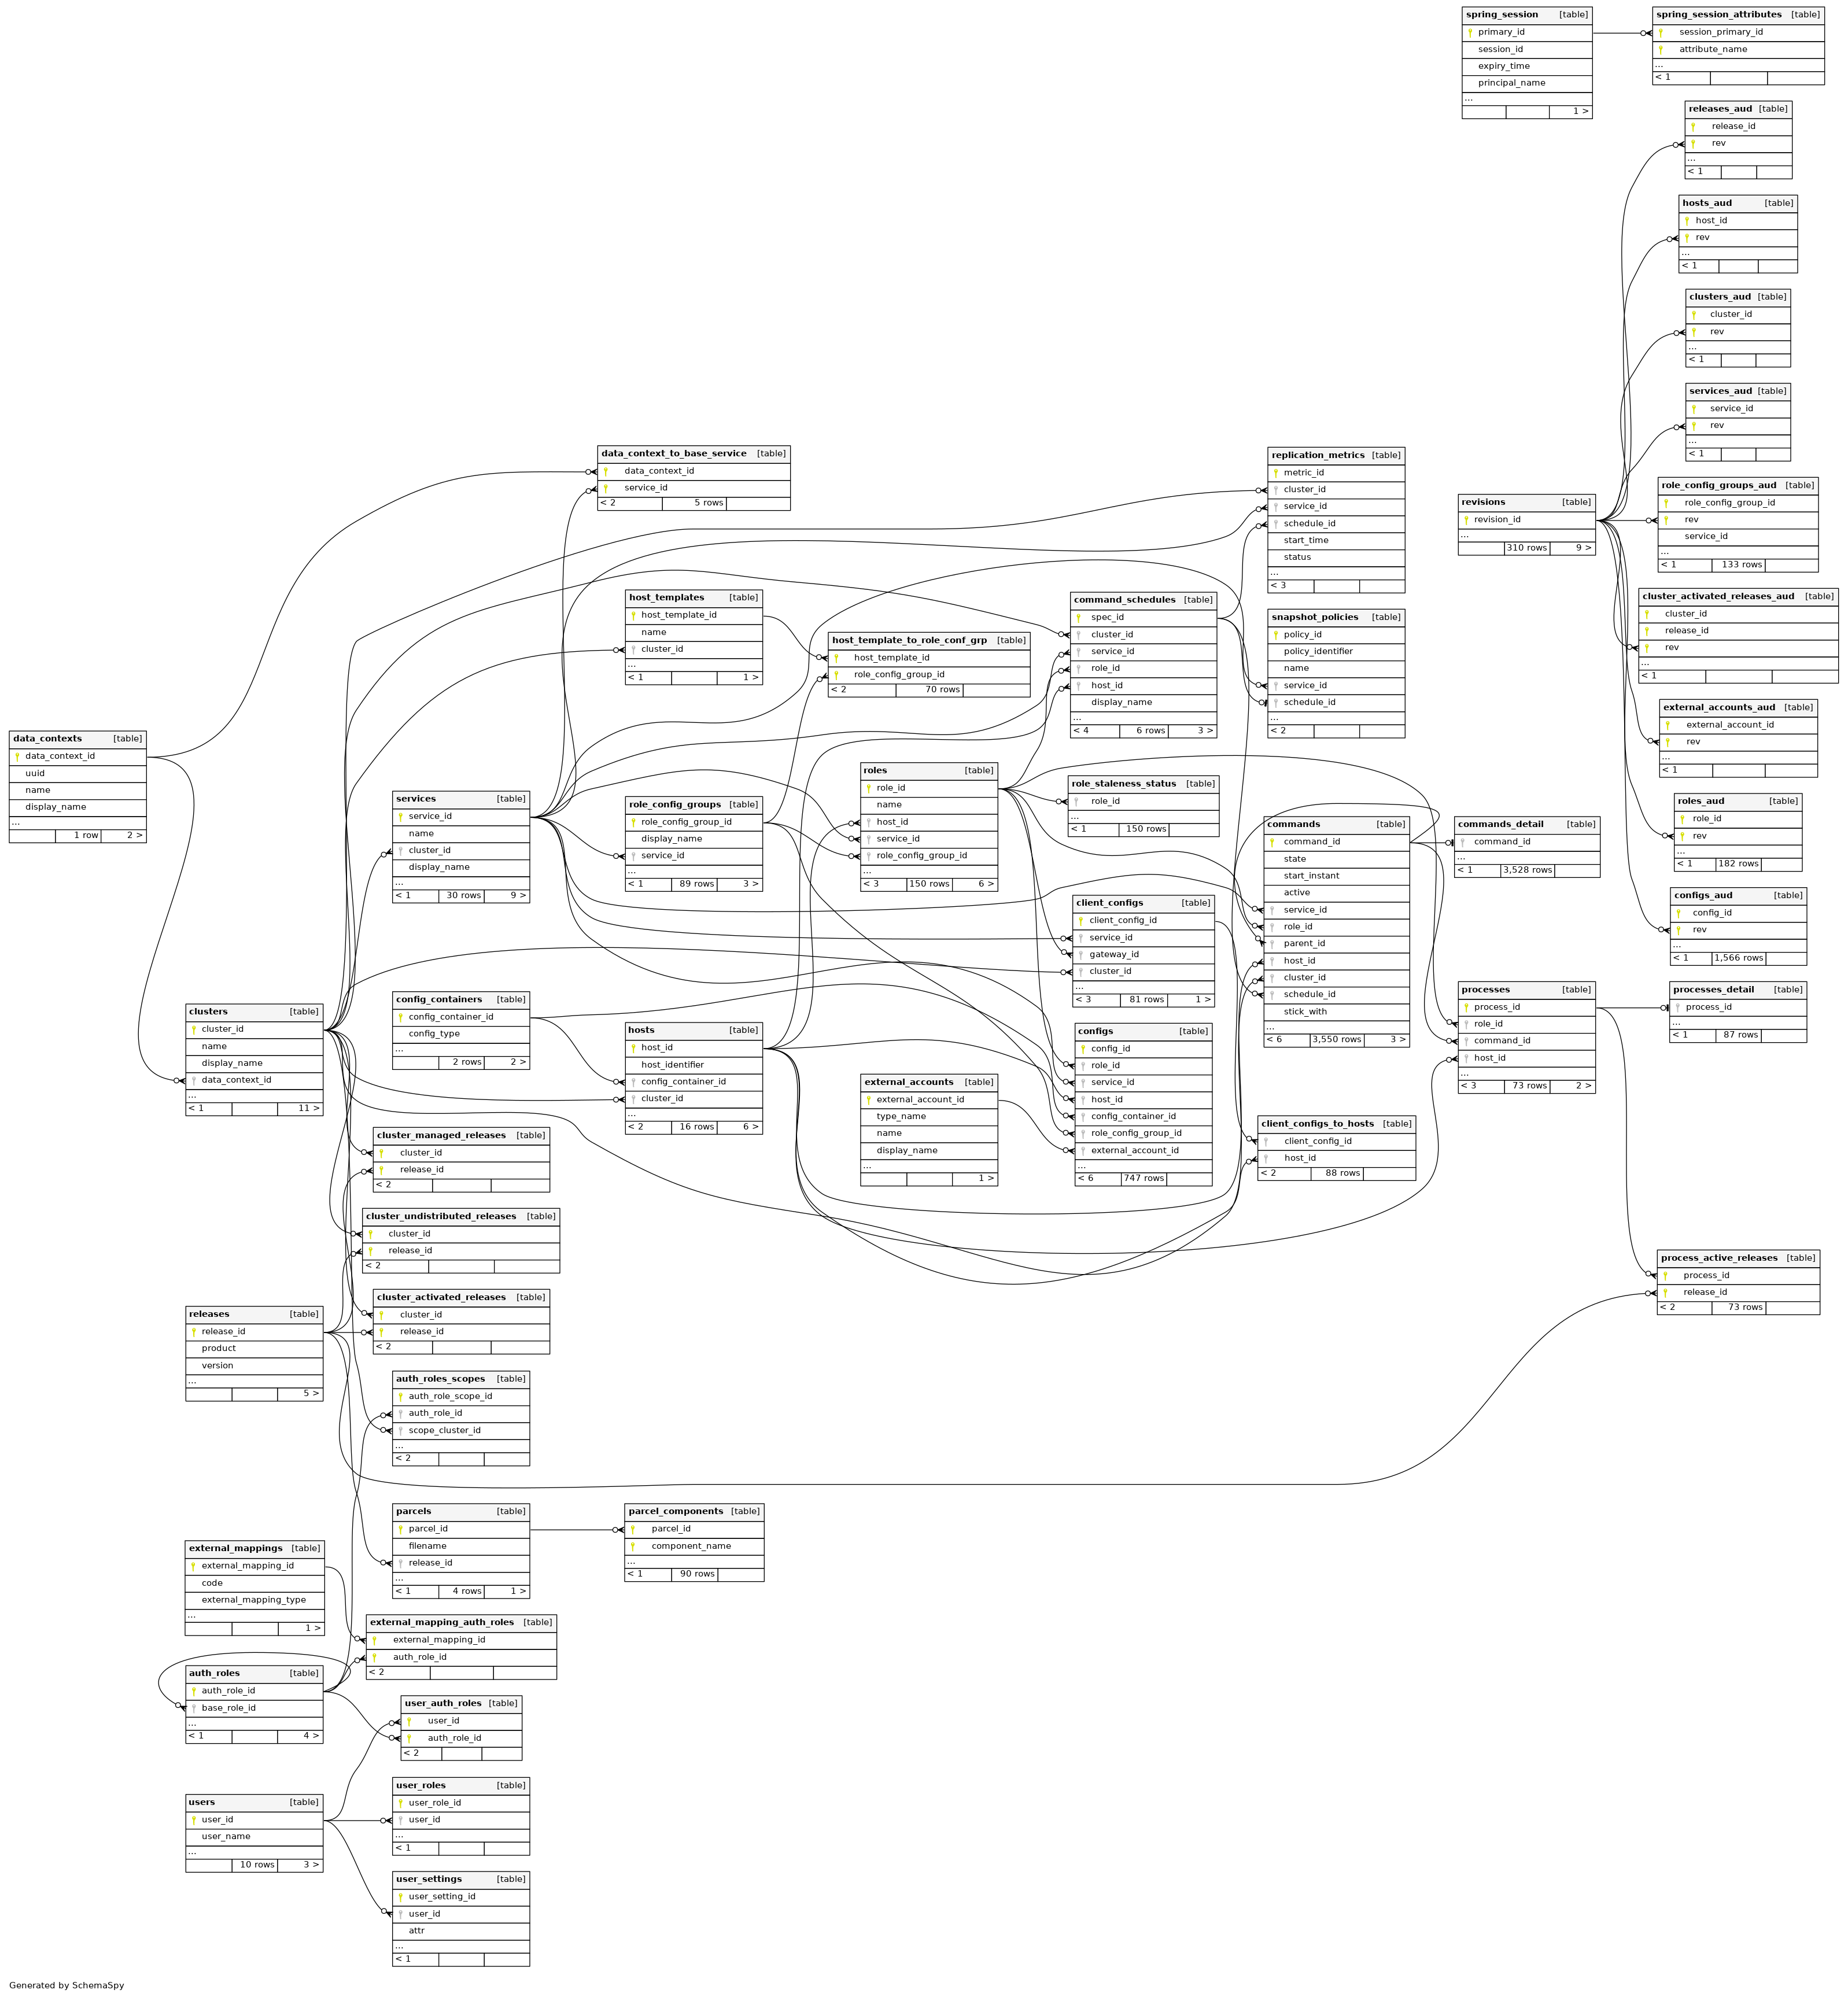 spring_session [table]
primary_id
session_id
expiry_time
principal_name
...
1 >
spring_session_attributes [table]
session_primary_id
attribute_name
...
< 1
releases_aud [table]
release_id
rev
...
< 1
hosts_aud [table]
host_id
rev
...
< 1
clusters_aud [table]
cluster_id
rev
...
< 1
services_aud [table]
service_id
rev
...
< 1
data_context_to_base_service [table]
data_context_id
service_id
< 2 5 rows
replication_metrics [table]
metric_id
cluster_id
service_id
schedule_id
start_time
status
...
< 3
revisions [table]
revision_id
...
310 rows 9 >
role_config_groups_aud [table]
role_config_group_id
rev
service_id
...
< 1 133 rows
host_templates [table]
host_template_id
name
cluster_id
...
< 1 1 >
host_template_to_role_conf_grp [table]
host_template_id
role_config_group_id
< 2 70 rows
command_schedules [table]
spec_id
cluster_id
service_id
role_id
host_id
display_name
...
< 4 6 rows 3 >
snapshot_policies [table]
policy_id
policy_identifier
name
service_id
schedule_id
...
< 2
cluster_activated_releases_aud [table]
cluster_id
release_id
rev
...
< 1
external_accounts_aud [table]
external_account_id
rev
...
< 1
data_contexts [table]
data_context_id
uuid
name
display_name
...
1 row 2 >
services [table]
service_id
name
cluster_id
display_name
...
< 1 30 rows 9 >
role_config_groups [table]
role_config_group_id
display_name
service_id
...
< 1 89 rows 3 >
roles [table]
role_id
name
host_id
service_id
role_config_group_id
...
< 3 150 rows 6 >
role_staleness_status [table]
role_id
...
< 1 150 rows
commands [table]
command_id
state
start_instant
active
service_id
role_id
parent_id
host_id
cluster_id
schedule_id
stick_with
...
< 6 3,550 rows 3 >
commands_detail [table]
command_id
...
< 1 3,528 rows
roles_aud [table]
role_id
rev
...
< 1 182 rows
configs_aud [table]
config_id
rev
...
< 1 1,566 rows
client_configs [table]
client_config_id
service_id
gateway_id
cluster_id
...
< 3 81 rows 1 >
clusters [table]
cluster_id
name
display_name
data_context_id
...
< 1 11 >
config_containers [table]
config_container_id
config_type
...
2 rows 2 >
hosts [table]
host_id
host_identifier
config_container_id
cluster_id
...
< 2 16 rows 6 >
external_accounts [table]
external_account_id
type_name
name
display_name
...
1 >
configs [table]
config_id
role_id
service_id
host_id
config_container_id
role_config_group_id
external_account_id
...
< 6 747 rows
processes [table]
process_id
role_id
command_id
host_id
...
< 3 73 rows 2 >
processes_detail [table]
process_id
...
< 1 87 rows
client_configs_to_hosts [table]
client_config_id
host_id
< 2 88 rows
cluster_managed_releases [table]
cluster_id
release_id
< 2
cluster_undistributed_releases [table]
cluster_id
release_id
< 2
process_active_releases [table]
process_id
release_id
< 2 73 rows
releases [table]
release_id
product
version
...
5 >
cluster_activated_releases [table]
cluster_id
release_id
< 2
auth_roles_scopes [table]
auth_role_scope_id
auth_role_id
scope_cluster_id
...
< 2
parcels [table]
parcel_id
filename
release_id
...
< 1 4 rows 1 >
parcel_components [table]
parcel_id
component_name
...
< 1 90 rows
external_mappings [table]
external_mapping_id
code
external_mapping_type
...
1 >
external_mapping_auth_roles [table]
external_mapping_id
auth_role_id
< 2
auth_roles [table]
auth_role_id
base_role_id
...
< 1 4 >
user_auth_roles [table]
user_id
auth_role_id
< 2
users [table]
user_id
user_name
...
10 rows 3 >
user_roles [table]
user_role_id
user_id
...
< 1
user_settings [table]
user_setting_id
user_id
attr
...
< 1
Generated by SchemaSpy